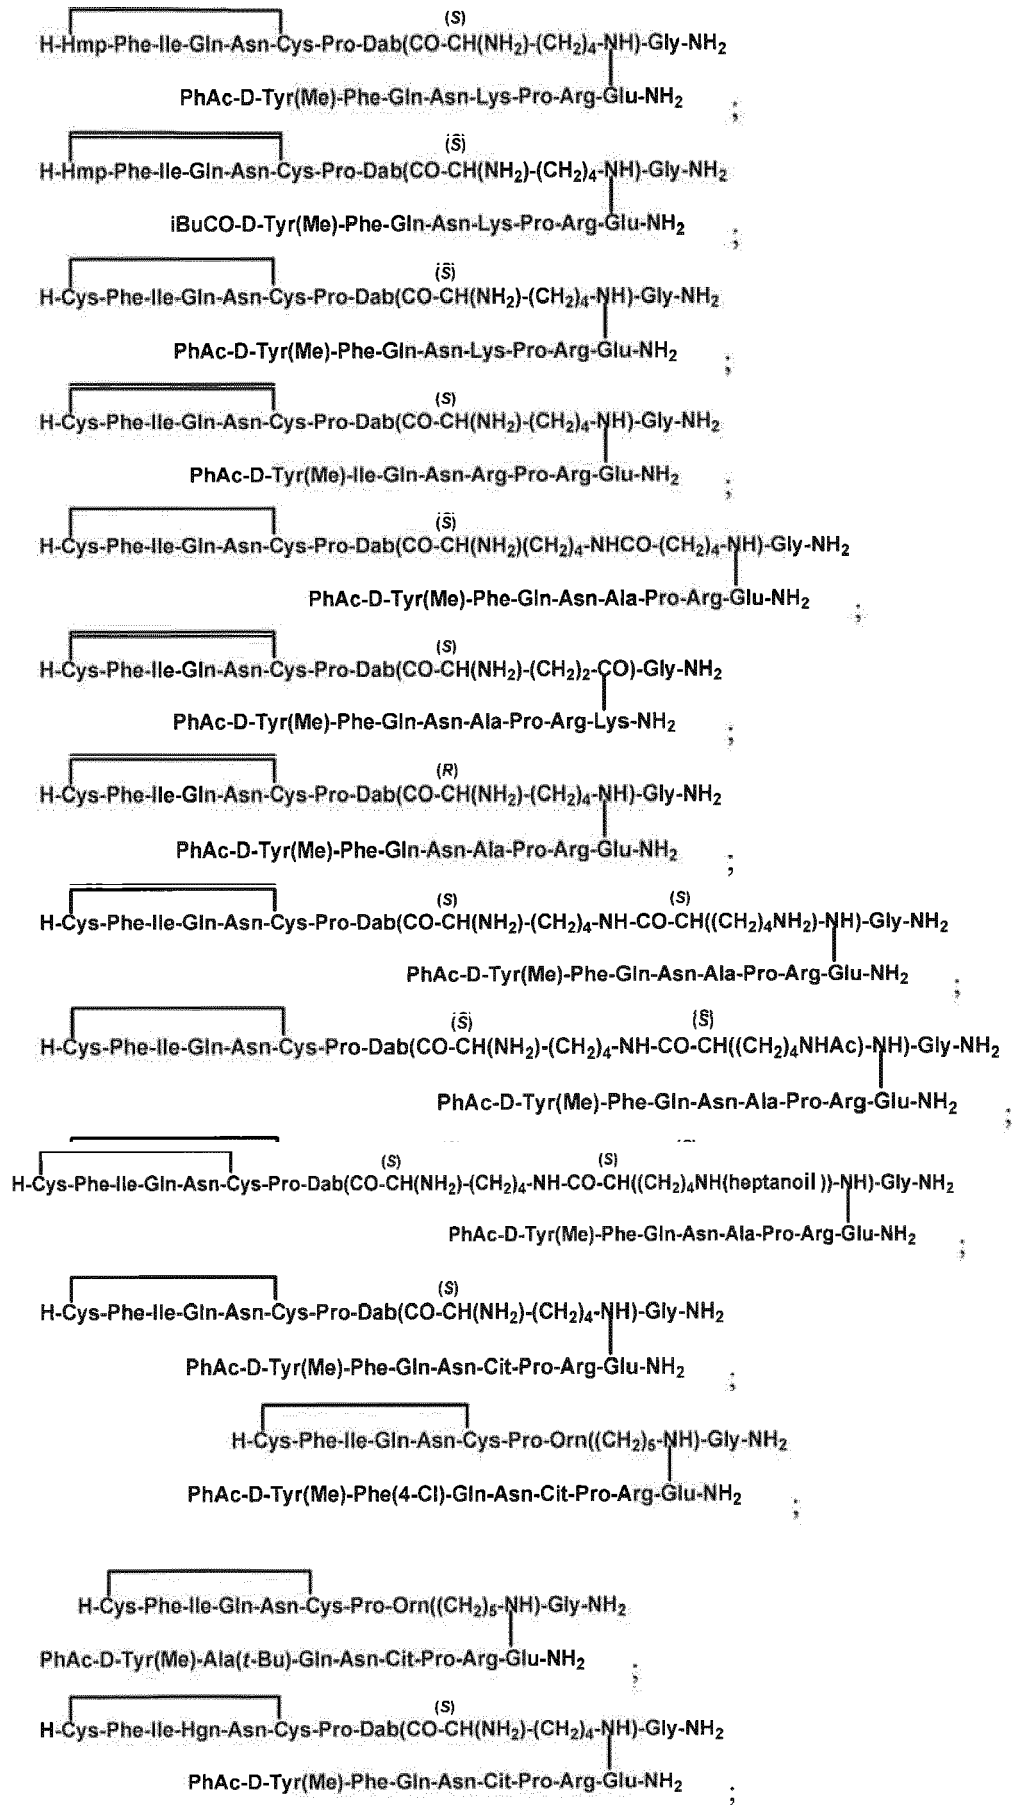 (S)
H-Hmp-Phe-Ile-Gln-Asn-Cys-Pro-Dab(CO-CH(NH2)-(CH2)4-NH)-Gly-NH2
PhAc-D-Tyr(Me)-Phe-Gln-Asn-Lys-Pro-Arg-Glu-NH2 ;
(S)
H-Hmp-Phe-Ile-Gln-Asn-Cys-Pro-Dab(CO-CH(NH2)-(CH2)4-NH)-Gly-NH2
iBuCO-D-Tyr(Me)-Phe-Gln-Asn-Lys-Pro-Arg-Glu-NH2 ;
(S)
H-Cys-Phe-Ile-Gln-Asn-Cys-Pro-Dab(CO-CH(NH2)-(CH2)4-NH)-Gly-NH2
PhAc-D-Tyr(Me)-Phe-Gln-Asn-Lys-Pro-Arg-Glu-NH2 ;
(S)
H-Cys-Phe-Ile-Gln-Asn-Cys-Pro-Dab(CO-CH(NH2)-(CH2)4-NH)-Gly-NH2
PhAc-D-Tyr(Me)-Ile-Gln-Asn-Arg-Pro-Arg-Glu-NH2 ;
(S)
H-Cys-Phe-Ile-Gln-Asn-Cys-Pro-Dab(CO-CH(NH2)(CH2)4-NHCO-(CH2)4-NH)-Gly-NH2
PhAc-D-Tyr(Me)-Phe-Gln-Asn-Ala-Pro-Arg-Glu-NH2 ;
(S)
H-Cys-Phe-Ile-Gln-Asn-Cys-Pro-Dab(CO-CH(NH2)-(CH2)2-CO)-Gly-NH2
PhAc-D-Tyr(Me)-Phe-Gln-Asn-Ala-Pro-Arg-Lys-NH2 ;
(R)
H-Cys-Phe-Ile-Gln-Asn-Cys-Pro-Dab(CO-CH(NH2)-(CH2)4-NH)-Gly-NH2
PhAc-D-Tyr(Me)-Phe-Gln-Asn-Ala-Pro-Arg-Glu-NH2 ;
(S) (S)
H-Cys-Phe-Ile-Gln-Asn-Cys-Pro-Dab(CO-CH(NH2)-(CH2)4-NH-CO-CH((CH2)4NH2)-NH)-Gly-NH2
PhAc-D-Tyr(Me)-Phe-Gln-Asn-Ala-Pro-Arg-Glu-NH2 ;
(S) (S)
H-Cys-Phe-Ile-Gln-Asn-Cys-Pro-Dab(CO-CH(NH2)-(CH2)4-NH-CO-CH((CH2)4NHAc)-NH)-Gly-NH2
PhAc-D-Tyr(Me)-Phe-Gln-Asn-Ala-Pro-Arg-Glu-NH2 ;
(S) (S)
H-Cys-Phe-Ile-Gln-Asn-Cys-Pro-Dab(CO-CH(NH2)-(CH2)4-NH-CO-CH((CH2)4NH(heptanoil))-NH)-Gly-NH2
PhAc-D-Tyr(Me)-Phe-Gln-Asn-Ala-Pro-Arg-Glu-NH2 ;
(S)
H-Cys-Phe-Ile-Gln-Asn-Cys-Pro-Dab(CO-CH(NH2)-(CH2)4-NH)-Gly-NH2
PhAc-D-Tyr(Me)-Phe-Gln-Asn-Cit-Pro-Arg-Glu-NH2 ;
H-Cys-Phe-Ile-Gln-Asn-Cys-Pro-Orn((CH2)5-NH)-Gly-NH2
PhAc-D-Tyr(Me)-Phe(4-Cl)-Gln-Asn-Cit-Pro-Arg-Glu-NH2 ;
H-Cys-Phe-Ile-Gln-Asn-Cys-Pro-Orn((CH2)5-NH)-Gly-NH2
PhAc-D-Tyr(Me)-Ala(t-Bu)-Gln-Asn-Cit-Pro-Arg-Glu-NH2 ;
(S)
H-Cys-Phe-Ile-Hgn-Asn-Cys-Pro-Dab(CO-CH(NH2)-(CH2)4-NH)-Gly-NH2
PhAc-D-Tyr(Me)-Phe-Gln-Asn-Cit-Pro-Arg-Glu-NH2 ;